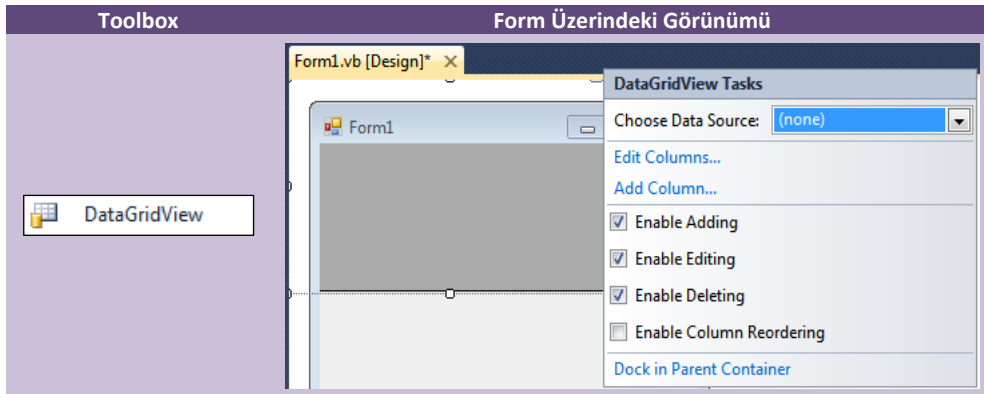 Toolbox
Form Üzerindeki Görünümü
Form1.vb [Design]*
DataGridView Tasks
Choose Data Source: (none)
Form1
Edit Columns...
Add Column...
DataGridView
Enable Adding
Enable Editing
Enable Deleting
Enable Column Reordering
Dock in Parent Container